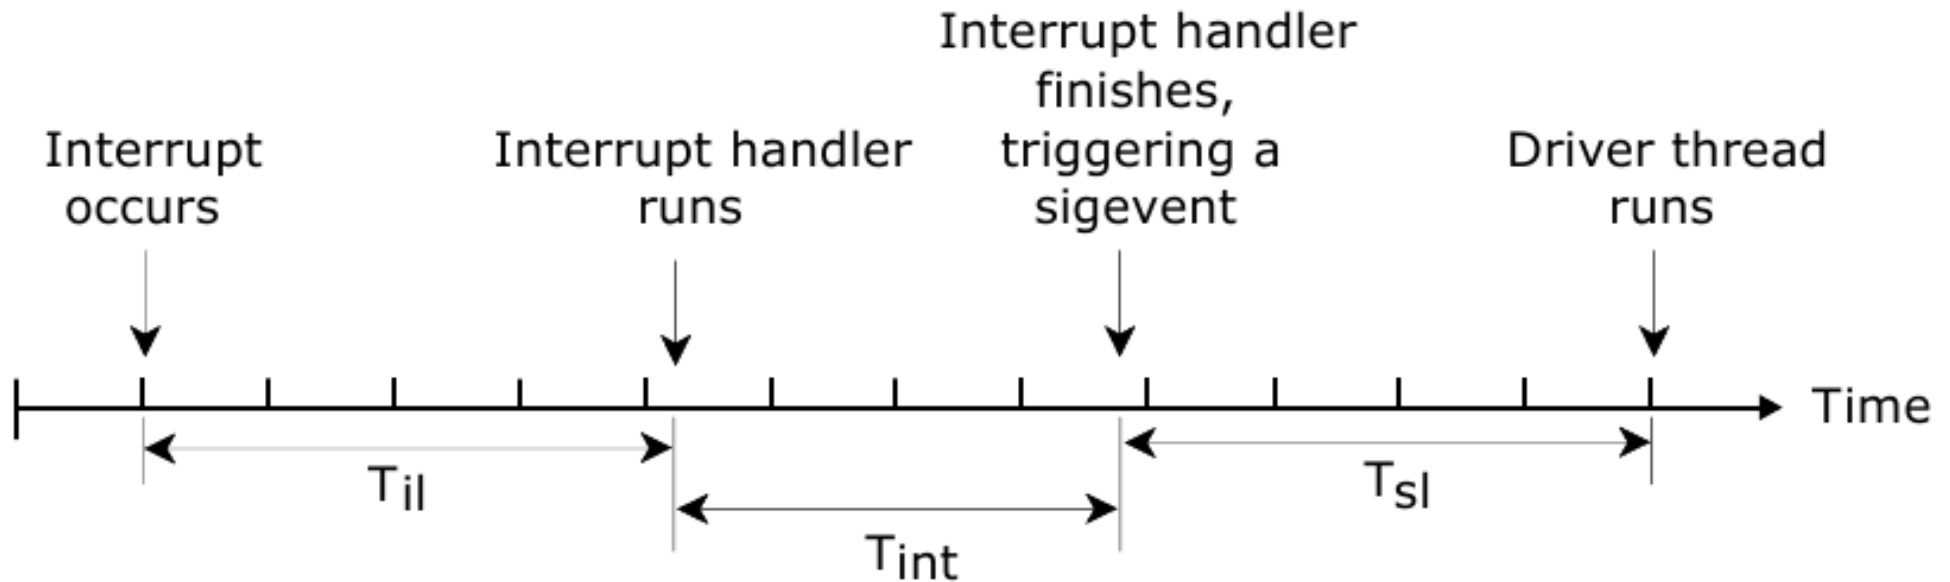 Interrupt
occurs
Interrupt handler
runs
Interrupt handler
finishes,
triggering a
sigevent
Driver thread
runs
Time
Til
Tint
Tsl